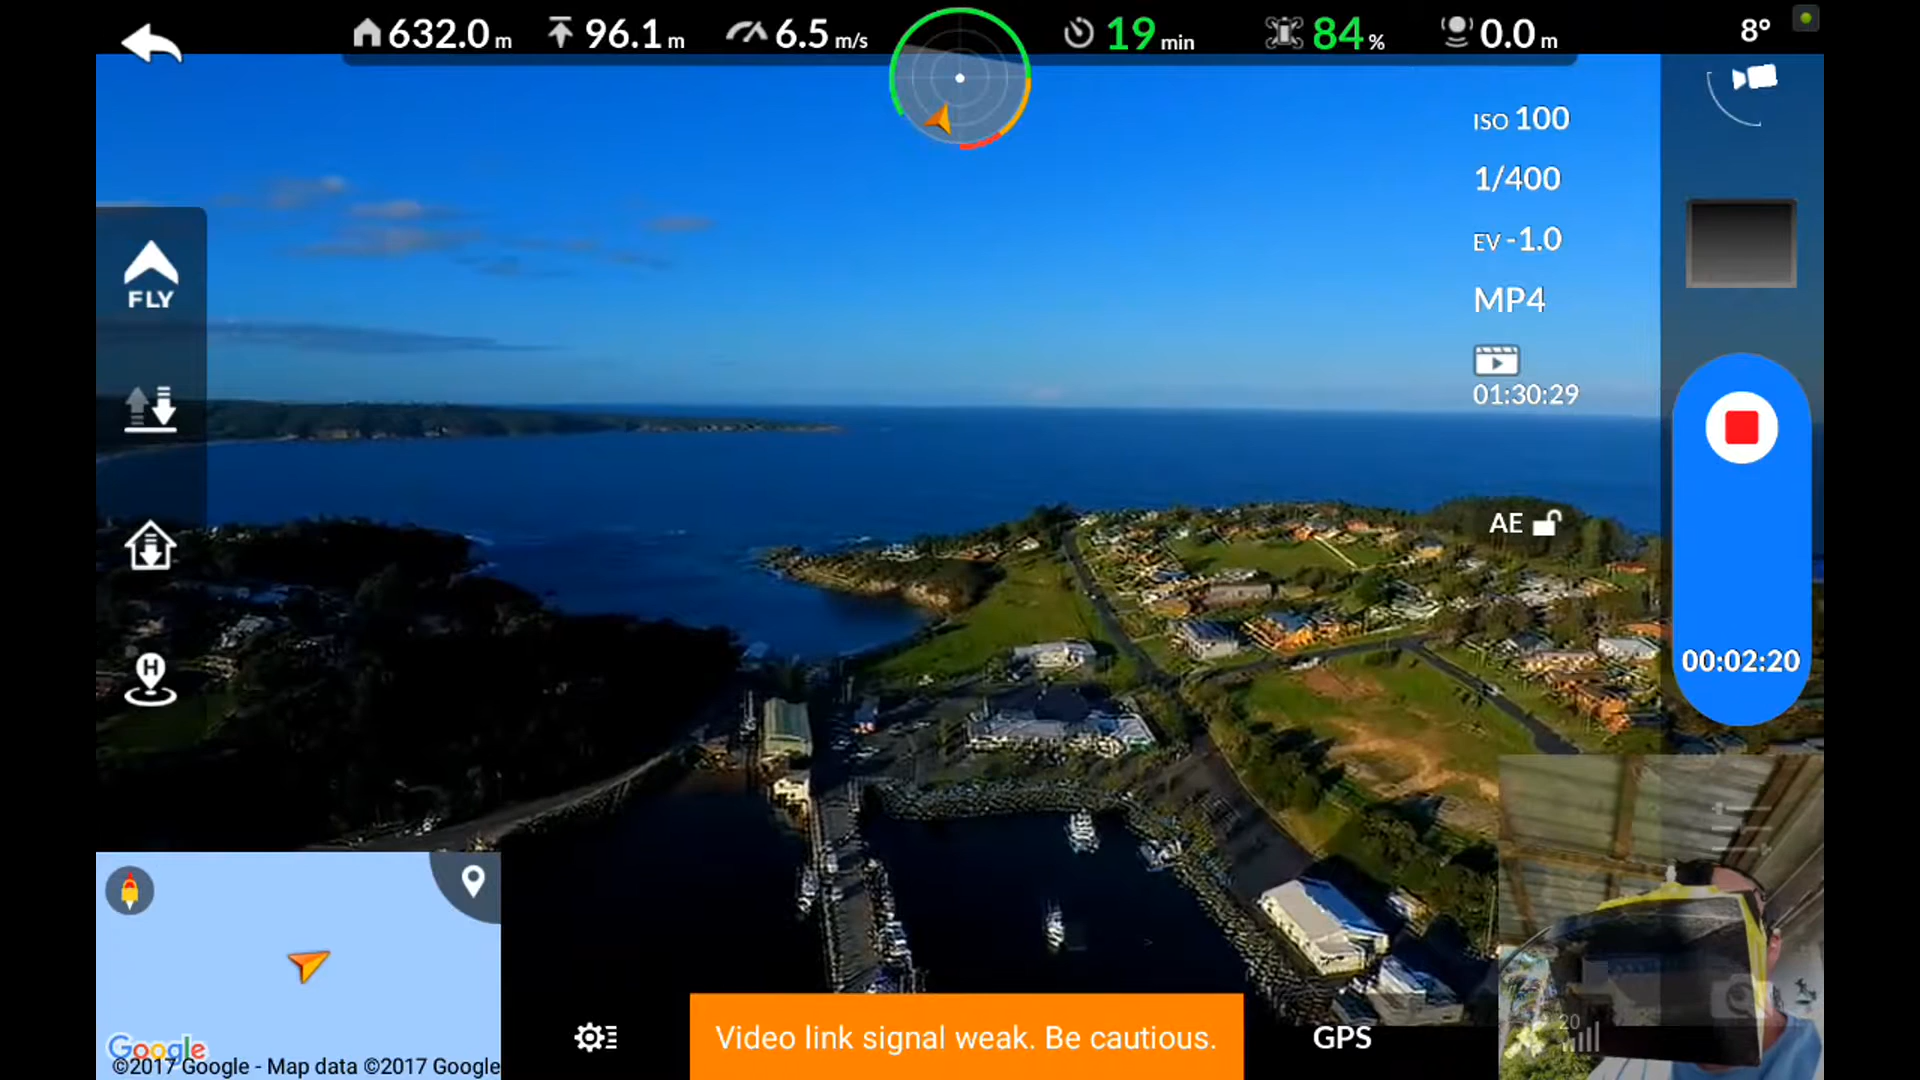 632.0 m
96.1 m
6.5 m/s
19 min
84 %
0.0 m
8°
ISO 100
1/400
EV -1.0
MP4
01:30:29
FLY
AE
H
00:02:20
Google
©2017 Google - Map data ©2017 Google
Video link signal weak. Be cautious.
GPS
20